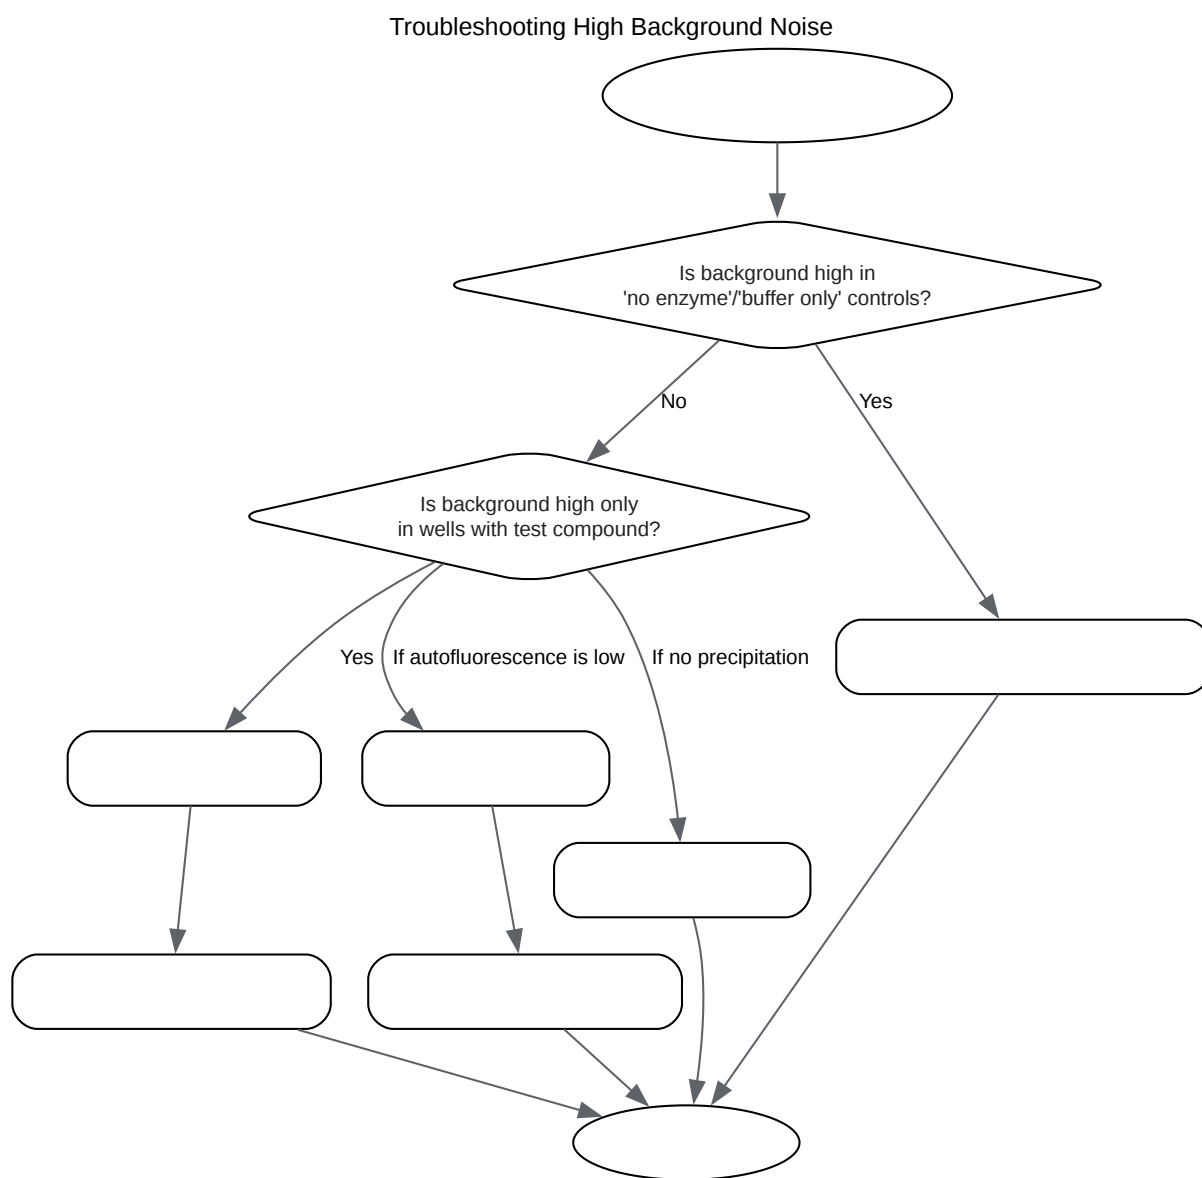 Troubleshooting High Background Noise
Is background high in
'no enzyme'/'buffer only' controls?
No
Yes
Is background high only
in wells with test compound?
Yes
If autofluorescence is low
If no precipitation